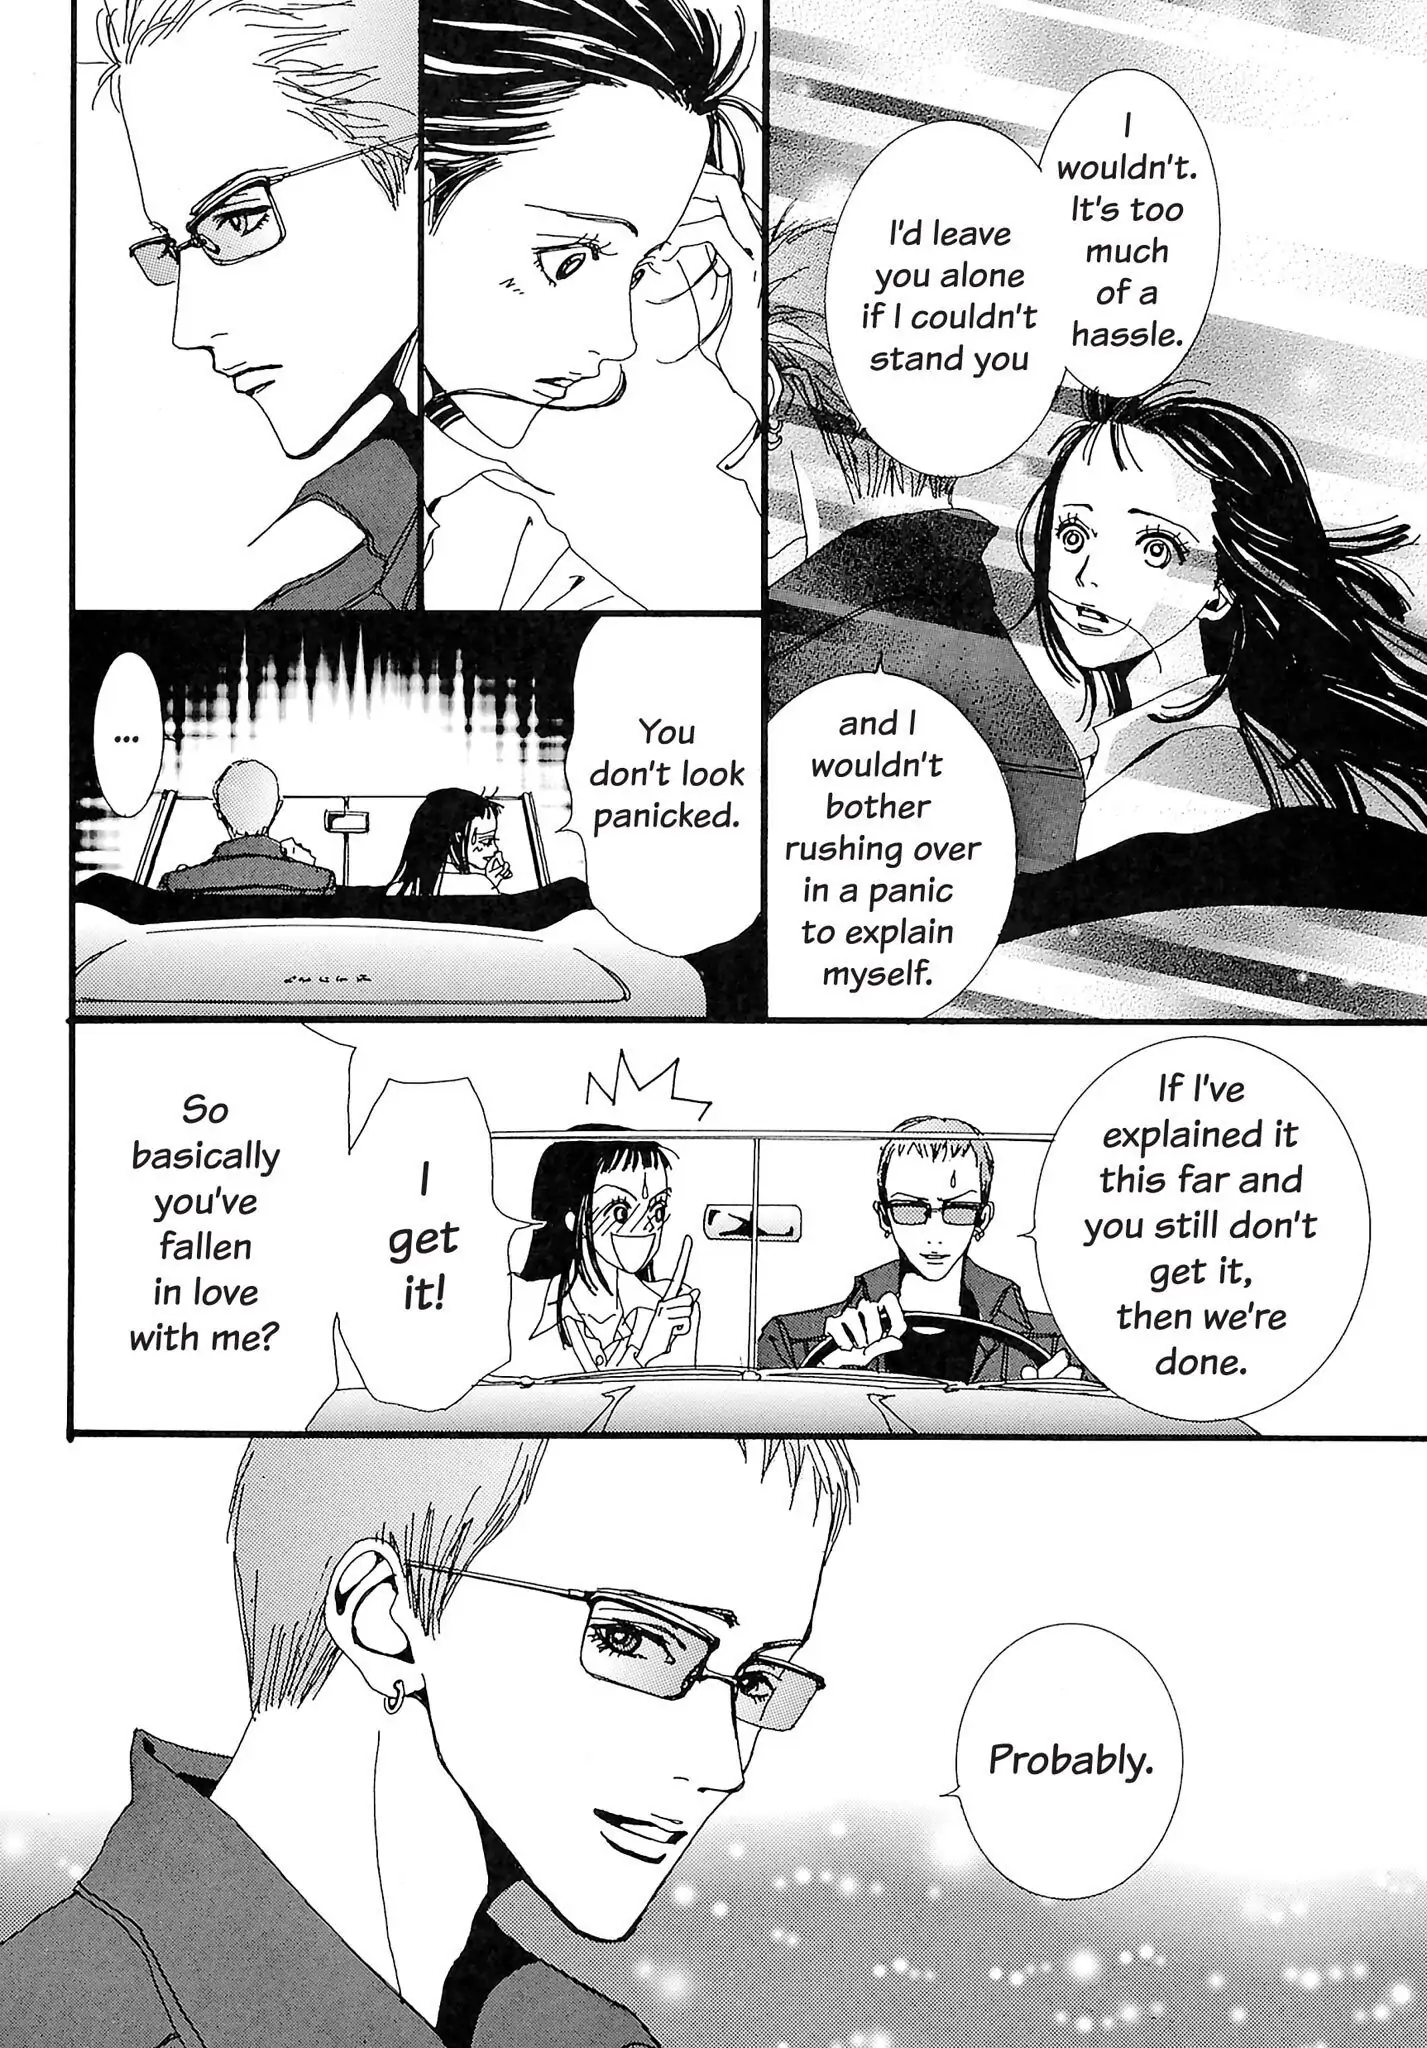 I
wouldn't.
It's too
much
of a
hassle.
I'd leave
you alone
if I couldn't
stand you
and I
wouldn't
bother
rushing over
in a panic
to explain
myself.
You
don't look
panicked.
...
If I've
explained it
this far and
you still don't
get it,
then we're
done.
I
get
it!
So
basically
you've
fallen
in love
with me?
Probably.